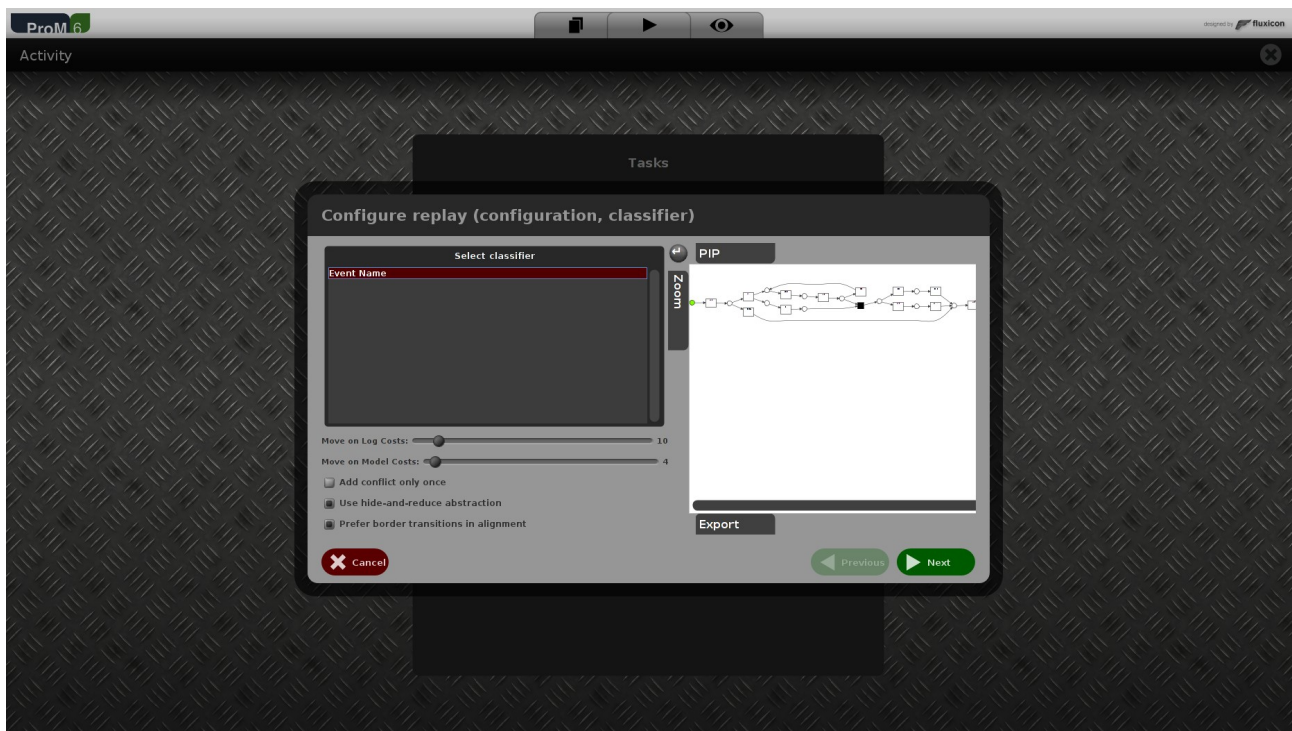 ProM 6
designed by fluxicon
Activity
Tasks
Configure replay (configuration, classifier)
Select classifier
Event Name
PIP
Zoom
Move on Log Costs: 10
Move on Model Costs: 4
Add conflict only once
Use hide-and-reduce abstraction
Prefer border transitions in alignment
Export
Cancel
Previous
Next